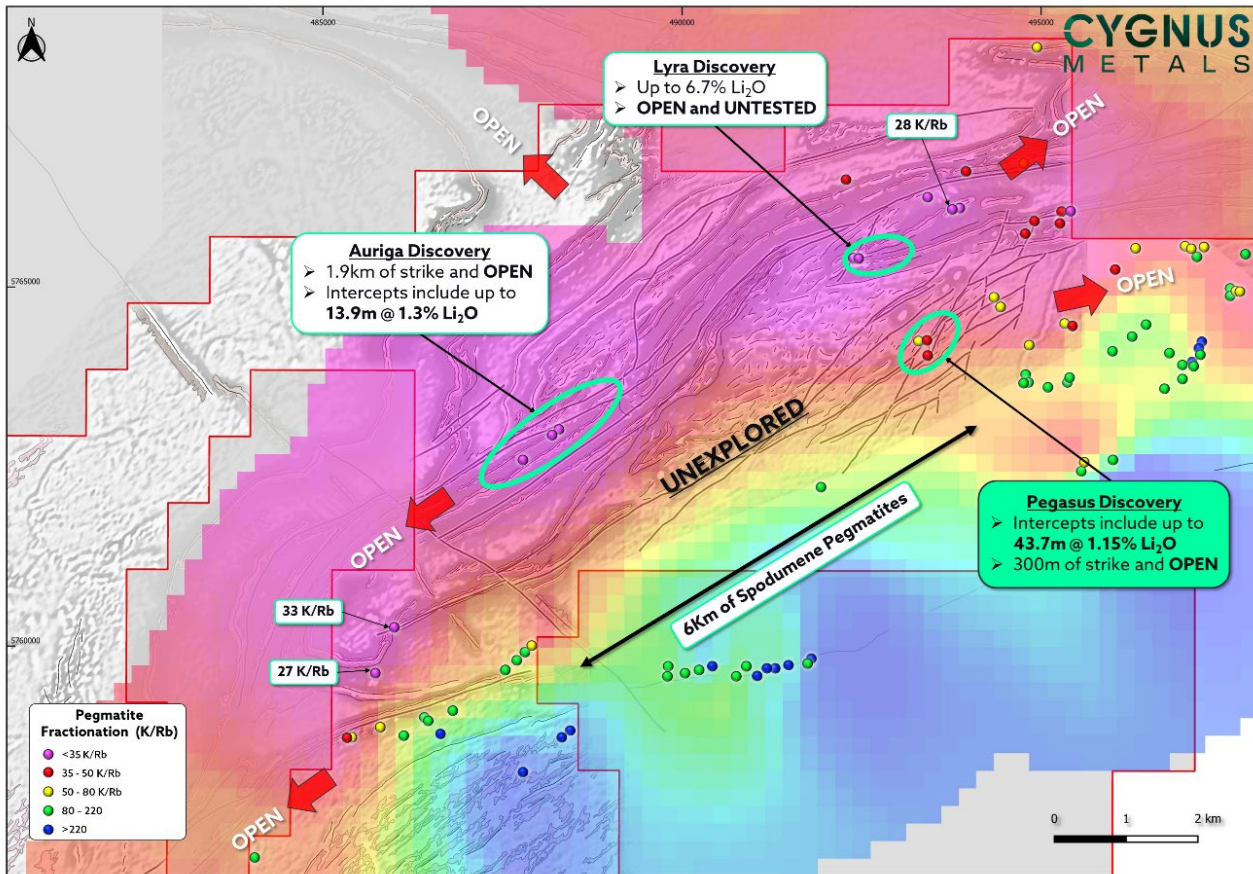 N
485000
490000
495000
CYGNUS
METALS
Lyra Discovery
➢ Up to 6.7% Li₂O
➢ OPEN and UNTESTED
28 K/Rb
OPEN
OPEN
Auriga Discovery
➢ 1.9km of strike and OPEN
➢ Intercepts include up to
13.9m @ 1.3% Li₂O
5765000
OPEN
UNEXPLORED
Pegasus Discovery
➢ Intercepts include up to
43.7m @ 1.15% Li₂O
➢ 300m of strike and OPEN
OPEN
6Km of Spodumene Pegmatites
33 K/Rb
5760000
27 K/Rb
Pegmatite
Fractionation (K/Rb)
<35 K/Rb
35 - 50 K/Rb
50 - 80 K/Rb
80 – 220
>220
OPEN
0 1 2 km